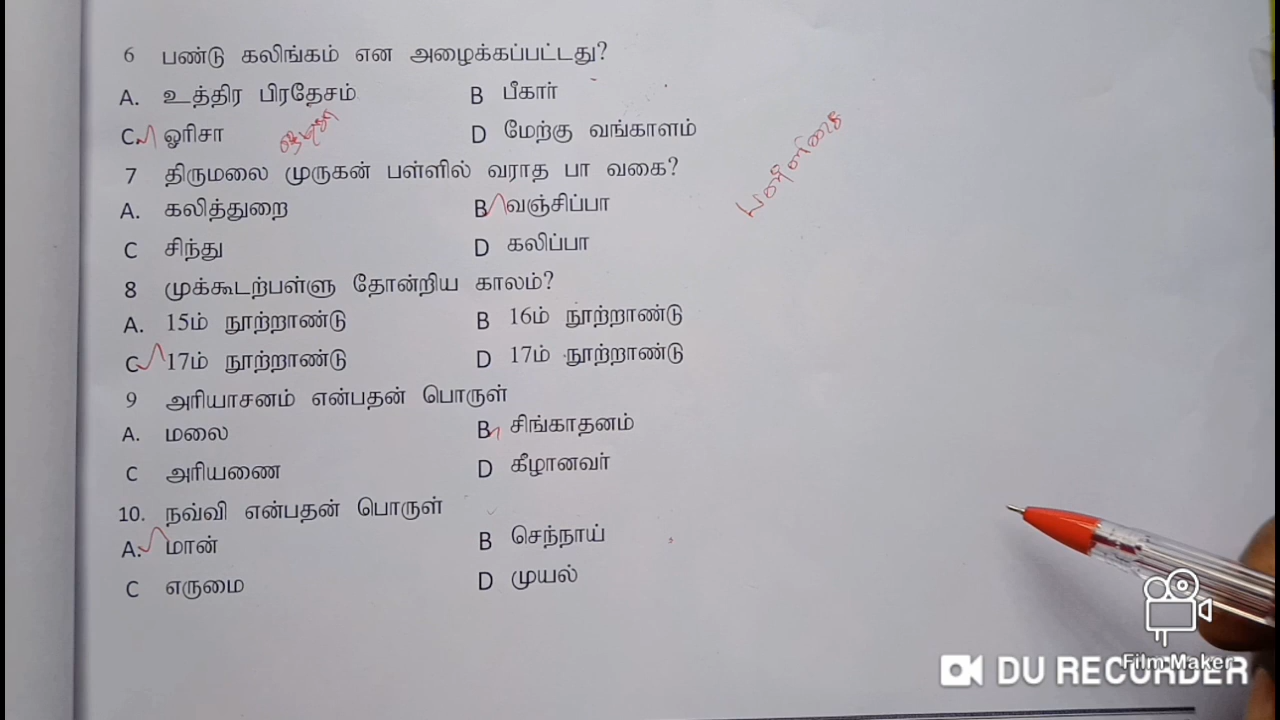 6 பண்டு கலிங்கம் என அழைக்கப்பட்டது?
A. உத்திர பிரதேசம் B பீகார்
C ஓரிசா D மேற்கு வங்காளம்
7 திருமலை முருகன் பள்ளில் வராத பா வகை?
A. கலித்துறை B வஞ்சிப்பா
C சிந்து D கலிப்பா
8 முக்கூடற்பள்ளு தோன்றிய காலம்?
A. 15ம் நூற்றாண்டு B 16ம் நூற்றாண்டு
C 17ம் நூற்றாண்டு D 17ம் நூற்றாண்டு
9 அரியாசனம் என்பதன் பொருள்
A. மலை B சிங்காதனம்
C அரியணை D கீழானவர்
10. நவ்வி என்பதன் பொருள்
A. மான் B செந்நாய்
C எருமை D முயல்
Film Maker
DU RECORDER